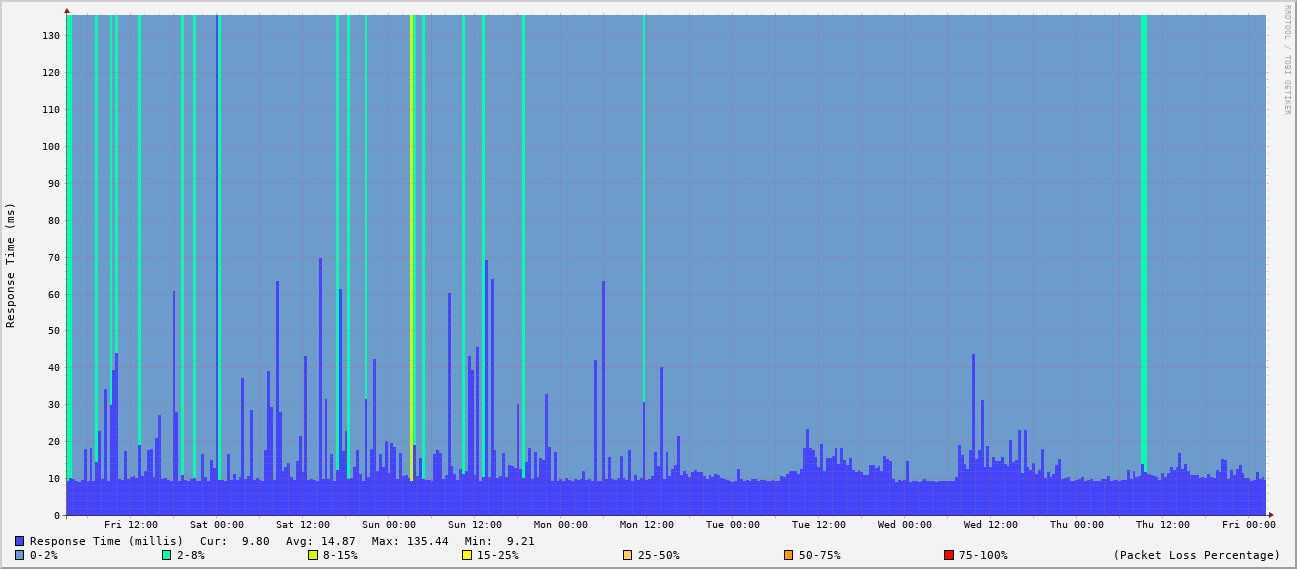 RRDTOOL / TOBI OETIKER
Response Time (ms)
130
120
110
100
90
80
70
60
50
40
30
20
10
0
Fri 12:00 Sat 00:00 Sat 12:00 Sun 00:00 Sun 12:00 Mon 00:00 Mon 12:00 Tue 00:00 Tue 12:00 Wed 00:00 Wed 12:00 Thu 00:00 Thu 12:00 Fri 00:00
Response Time (millis) Cur: 9.80 Avg: 14.87 Max: 135.44 Min: 9.21
0-2% 2-8% 8-15% 15-25% 25-50% 50-75% 75-100% (Packet Loss Percentage)